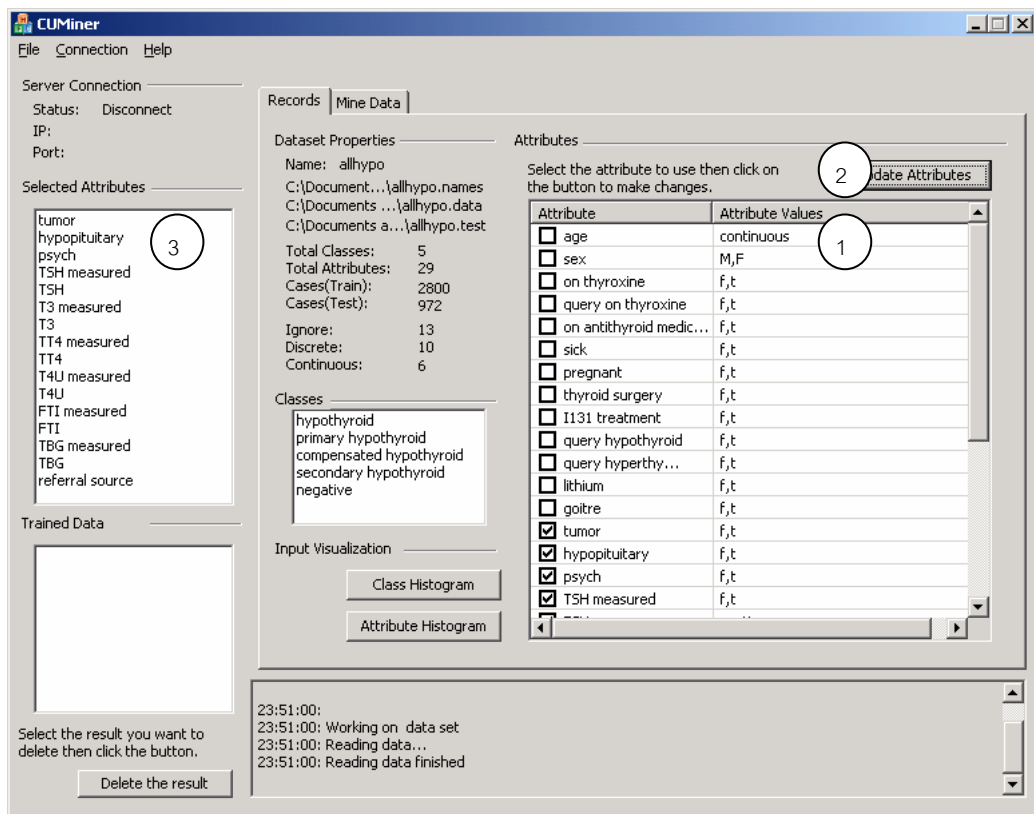 CUMiner
File Connection Help
Server Connection
Status: Disconnect
IP:
Port:
Selected Attributes
tumor
hypopituitary
psych
TSH measured
TSH
T3 measured
T3
TT4 measured
TT4
T4U measured
T4U
FTI measured
FTI
TBG measured
TBG
referral source
3
Trained Data
Select the result you want to
delete then click the button.
Delete the result
Records Mine Data
Dataset Properties
Name: allhypo
C:\Document...\allhypo.names
C:\Documents ...\allhypo.data
C:\Documents a...\allhypo.test
Total Classes: 5
Total Attributes: 29
Cases(Train): 2800
Cases(Test): 972
Ignore: 13
Discrete: 10
Continuous: 6
Classes
hypothyroid
primary hypothyroid
compensated hypothyroid
secondary hypothyroid
negative
Input Visualization
Class Histogram
Attribute Histogram
Attributes
Select the attribute to use then click on
the button to make changes.
2
pdate Attributes
Attribute Attribute Values
1
age continuous
sex M,F
on thyroxine f,t
query on thyroxine f,t
on antithyroid medic... f,t
sick f,t
pregnant f,t
thyroid surgery f,t
I131 treatment f,t
query hypothyroid f,t
query hyperthy... f,t
lithium f,t
goitre f,t
tumor f,t
hypopituitary f,t
psych f,t
TSH measured f,t
23:51:00:
23:51:00: Working on data set
23:51:00: Reading data...
23:51:00: Reading data finished